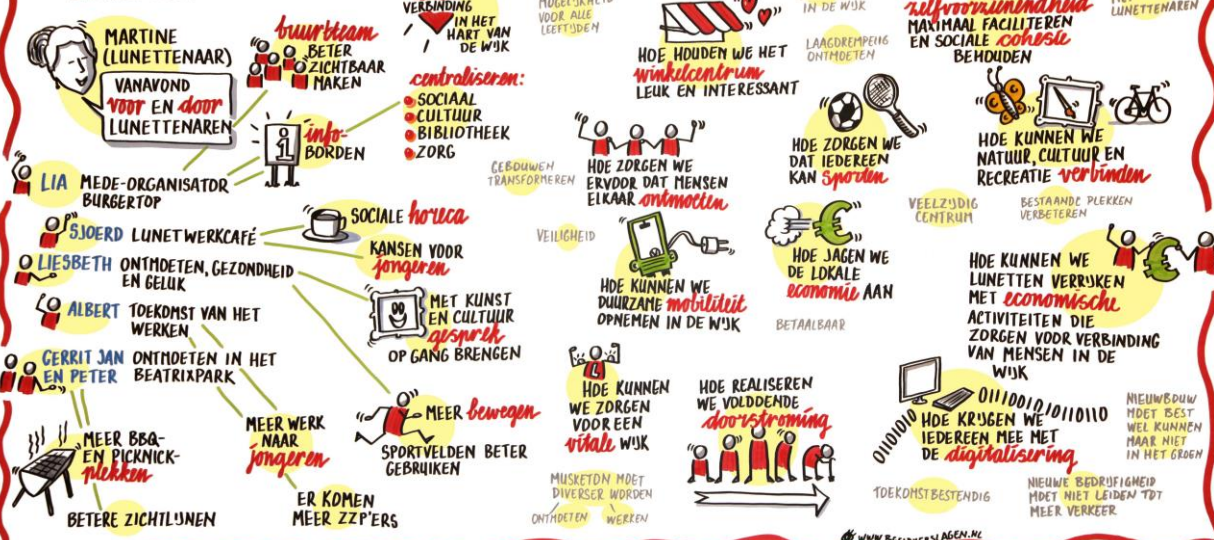 MARTINE
(LUNETTENAAR)
VANAVOND
voor EN door
LUNETTENAREN
buurtteam
BETER
ZICHTBAAR
MAKEN
VERBINDING
IN HET
HART VAN
DE WIJK
VOOR ALLE
LEEFTIJDEN
info-
BORDEN
centraliseren:
SOCIAAL
CULTUUR
BIBLIOTHEEK
ZORG
LIA MEDE-ORGANISATOR
BURGERTOP
SJOERD LUNETWERKCAFÉ
LIESBETH ONTMOETEN, GEZONDHEID
EN GELUK
ALBERT TOEKOMST VAN HET
WERKEN
GERRIT JAN
EN PETER
ONTMOETEN IN HET
BEATRIXPARK
SOCIALE horeca
KANSEN VOOR
jongeren
MET KUNST
EN CULTUUR
gesprek
OP GANG BRENGEN
MEER bewegen
SPORTVELDEN BETER
GEBRUIKEN
MEER BBQ-
EN PICKNICK-
plekken
BETERE ZICHTLIJNEN
MEER WERK
NAAR
jongeren
ER KOMEN
MEER ZZP'ERS
HOE HOUDEN WE HET
winkelcentrum
LEUK EN INTERESSANT
IN DE WIJK
LAAGDREMPELIG
ONTMOETEN
zelfvoorzienendheid
MAXIMAAL FACILITEREN
EN SOCIALE cohesie
BEHOUDEN
LUNETTENAREN
GEBOUWEN
TRANSFORMEREN
HOE ZORGEN WE
ERVOOR DAT MENSEN
ELKAAR ontmoeten
HOE ZORGEN WE
DAT IEDEREEN
KAN sporten
HOE KUNNEN WE
NATUUR, CULTUUR EN
RECREATIE verbinden
VEELZIJDIG
CENTRUM
BESTAANDE PLEKKEN
VERBETEREN
VEILIGHEID
HOE KUNNEN WE
DUURZAME mobiliteit
OPNEMEN IN DE WIJK
HOE JAGEN WE
DE LOKALE
economie AAN
BETAALBAAR
HOE KUNNEN WE
LUNETTEN VERRIJKEN
MET economische
ACTIVITEITEN DIE
ZORGEN VOOR VERBINDING
VAN MENSEN IN DE
WIJK
L
HOE KUNNEN
WE ZORGEN
VOOR EEN
vitale WIJK
HOE REALISEREN
WE VOLDOENDE
doorstroming
MUSKETON MOET
DIVERSER WORDEN
ONTMOETEN WERKEN
HOE KRIJGEN WE
IEDEREEN MEE MET
DE digitalisering
NIEUWBOUW
MOET BEST
WEL KUNNEN
MAAR NIET
IN HET GROEN
TOEKOMSTBESTENDIG
NIEUWE BEDRIJFIGHEID
MOET NIET LEIDEN TOT
MEER VERKEER